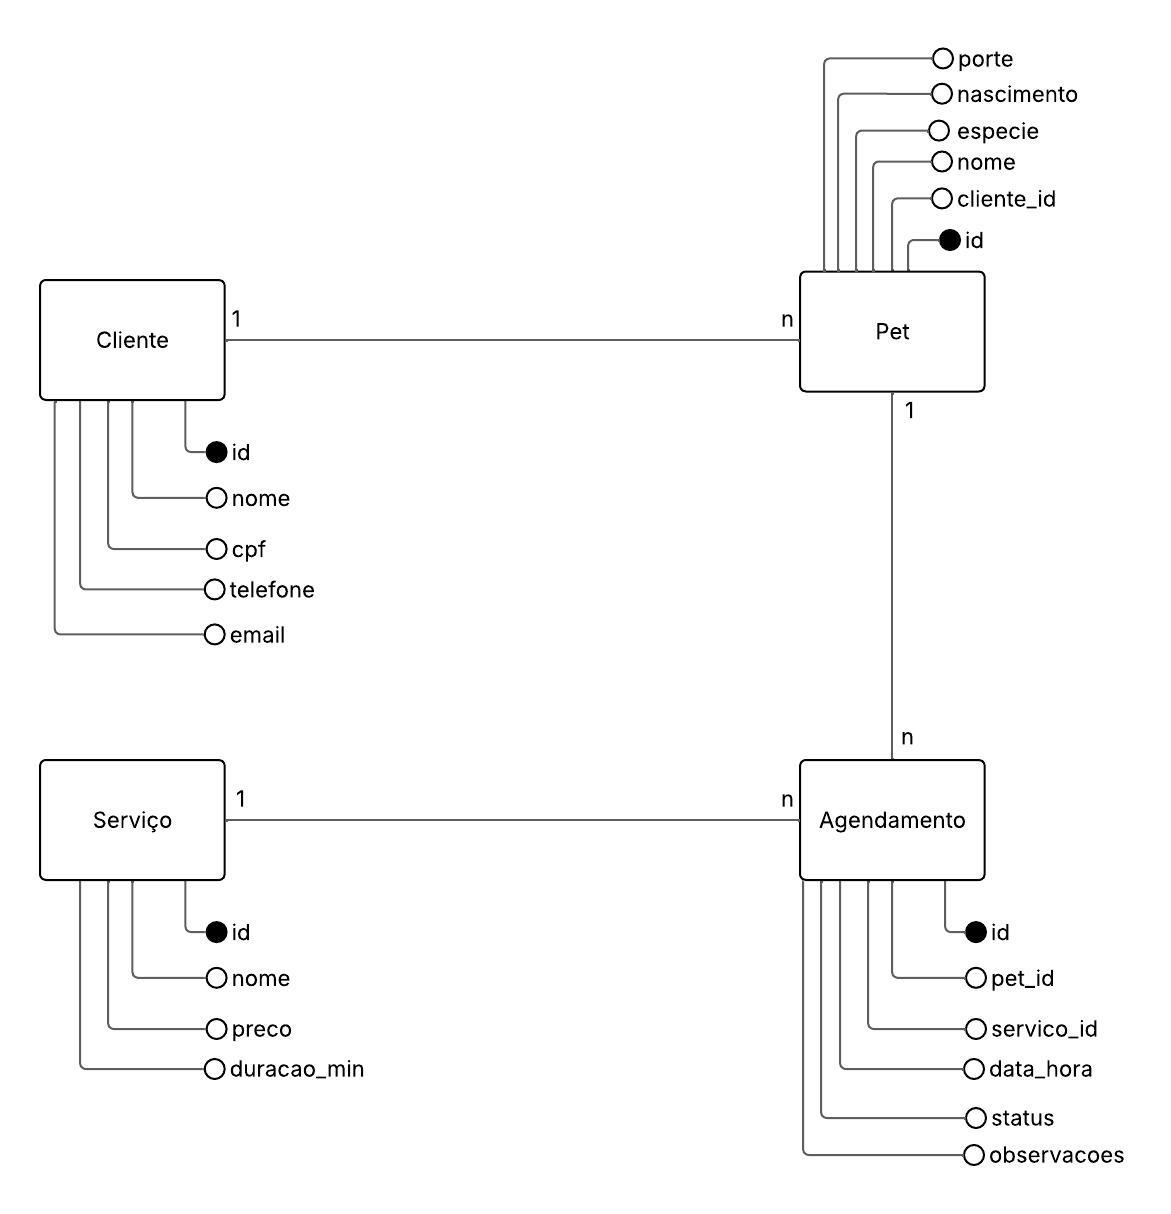 porte
nascimento
especie
nome
cliente_id
id
Cliente
1
n
Pet
1
id
nome
cpf
telefone
email
n
Serviço
1
n
Agendamento
id
nome
preco
duracao_min
id
pet_id
servico_id
data_hora
status
observacoes